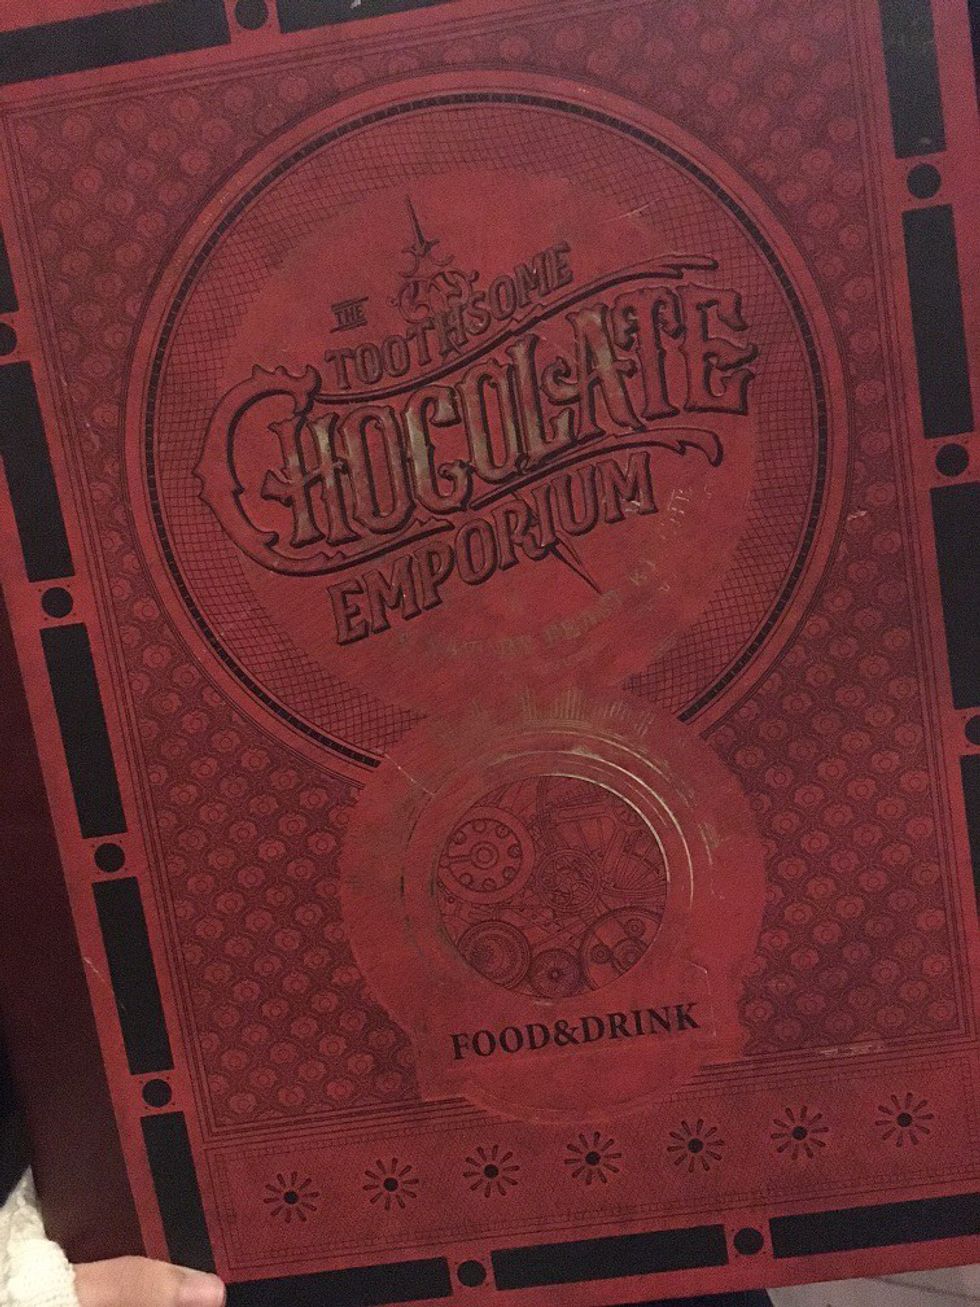 THE
TOOTHSOME
CHOCOLATE
EMPORIUM
FOOD&DRINK